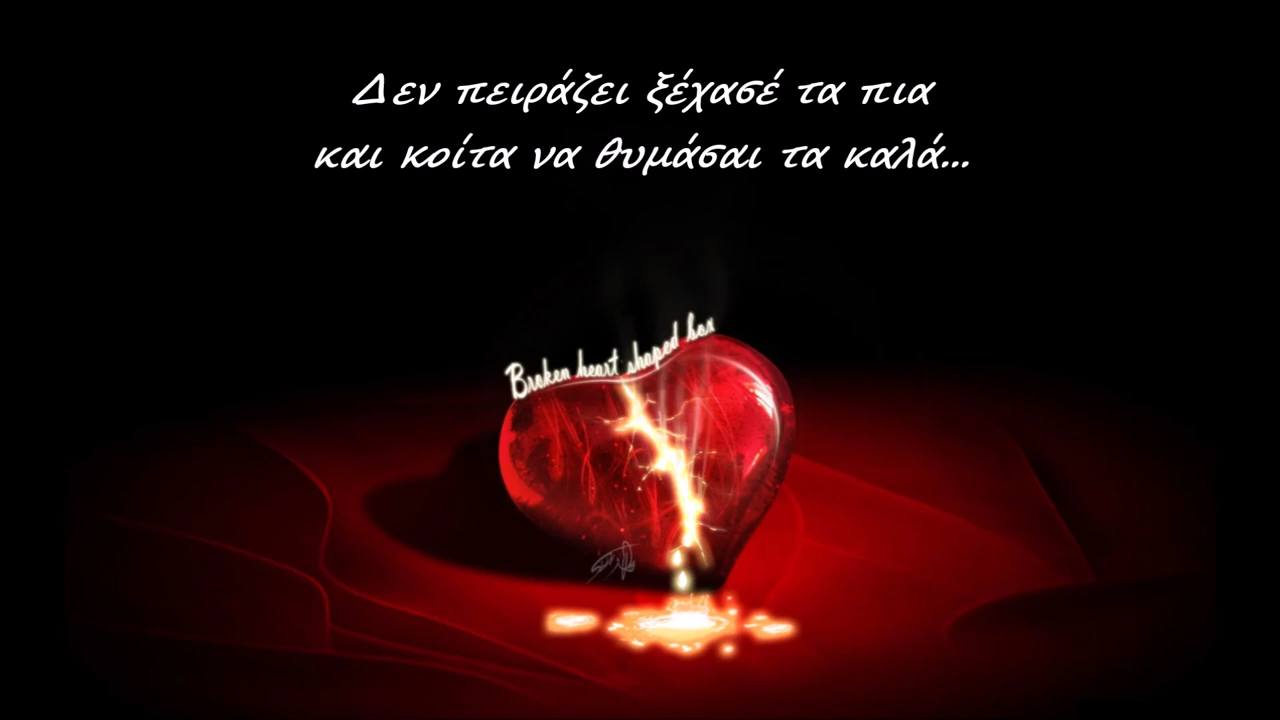 Δεν πειράζει ξέχασέ τα πια
και κοίτα να θυμάσαι τα καλά...
Broken heart shaped box